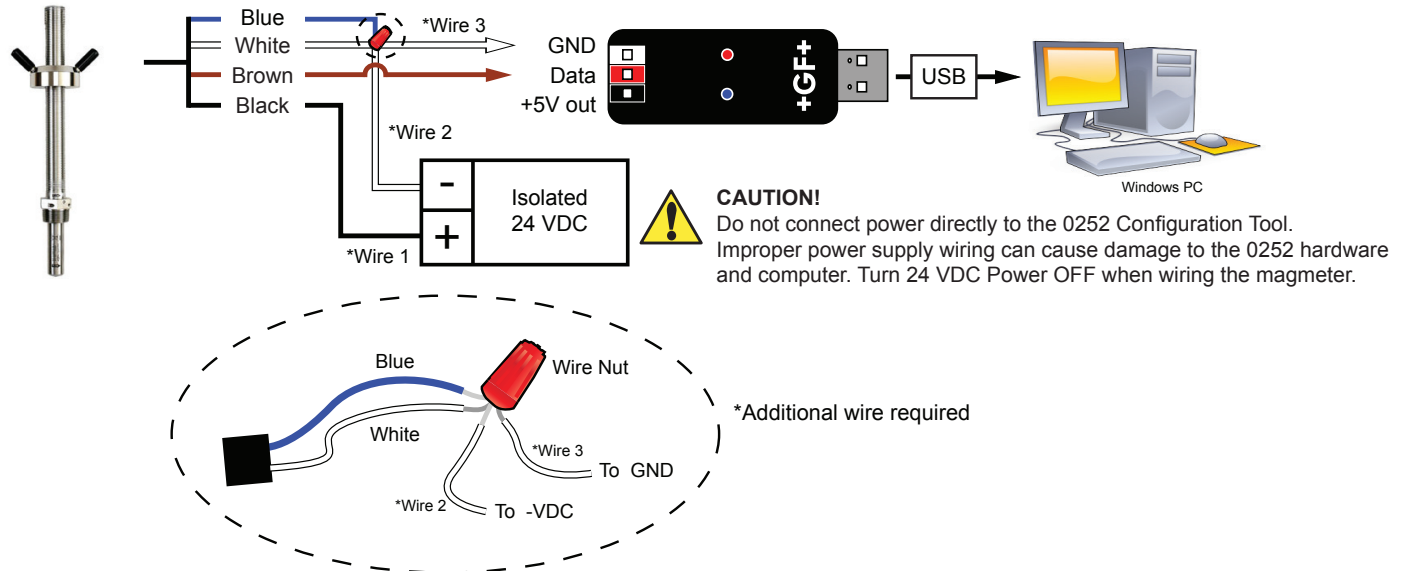 Blue
White
Brown
Black
*Wire 3
*Wire 2
*Wire 1
GND
Data
+5V out
+GF+
USB
Windows PC
-
+
Isolated
24 VDC
CAUTION!
Do not connect power directly to the 0252 Configuration Tool.
Improper power supply wiring can cause damage to the 0252 hardware
and computer. Turn 24 VDC Power OFF when wiring the magmeter.
Blue
White
Wire Nut
*Wire 3
To GND
*Wire 2
To -VDC
*Additional wire required